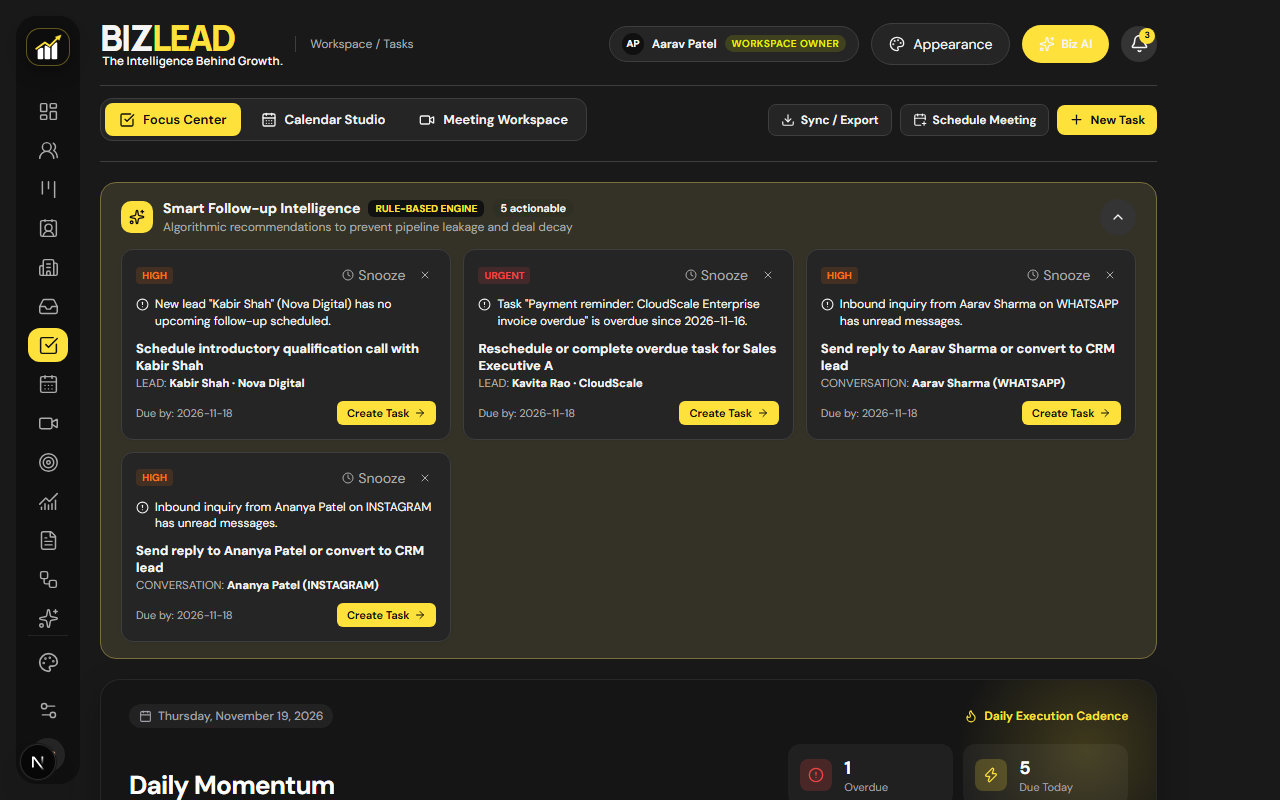 BIZLEAD
The Intelligence Behind Growth.
Workspace / Tasks
AP Aarav Patel WORKSPACE OWNER
Appearance
Biz AI
3
Focus Center
Calendar Studio
Meeting Workspace
Sync / Export
Schedule Meeting
New Task
Smart Follow-up Intelligence RULE-BASED ENGINE 5 actionable
Algorithmic recommendations to prevent pipeline leakage and deal decay
HIGH Snooze
New lead "Kabir Shah" (Nova Digital) has no
upcoming follow-up scheduled.
Schedule introductory qualification call with
Kabir Shah
LEAD: Kabir Shah · Nova Digital
Due by: 2026-11-18 Create Task
URGENT Snooze
Task "Payment reminder: CloudScale Enterprise
invoice overdue" is overdue since 2026-11-16.
Reschedule or complete overdue task for Sales
Executive A
LEAD: Kavita Rao · CloudScale
Due by: 2026-11-18 Create Task
HIGH Snooze
Inbound inquiry from Aarav Sharma on WHATSAPP
has unread messages.
Send reply to Aarav Sharma or convert to CRM
lead
CONVERSATION: Aarav Sharma (WHATSAPP)
Due by: 2026-11-18 Create Task
HIGH Snooze
Inbound inquiry from Ananya Patel on INSTAGRAM
has unread messages.
Send reply to Ananya Patel or convert to CRM
lead
CONVERSATION: Ananya Patel (INSTAGRAM)
Due by: 2026-11-18 Create Task
Thursday, November 19, 2026
Daily Execution Cadence
Daily Momentum
1
Overdue
5
Due Today
N